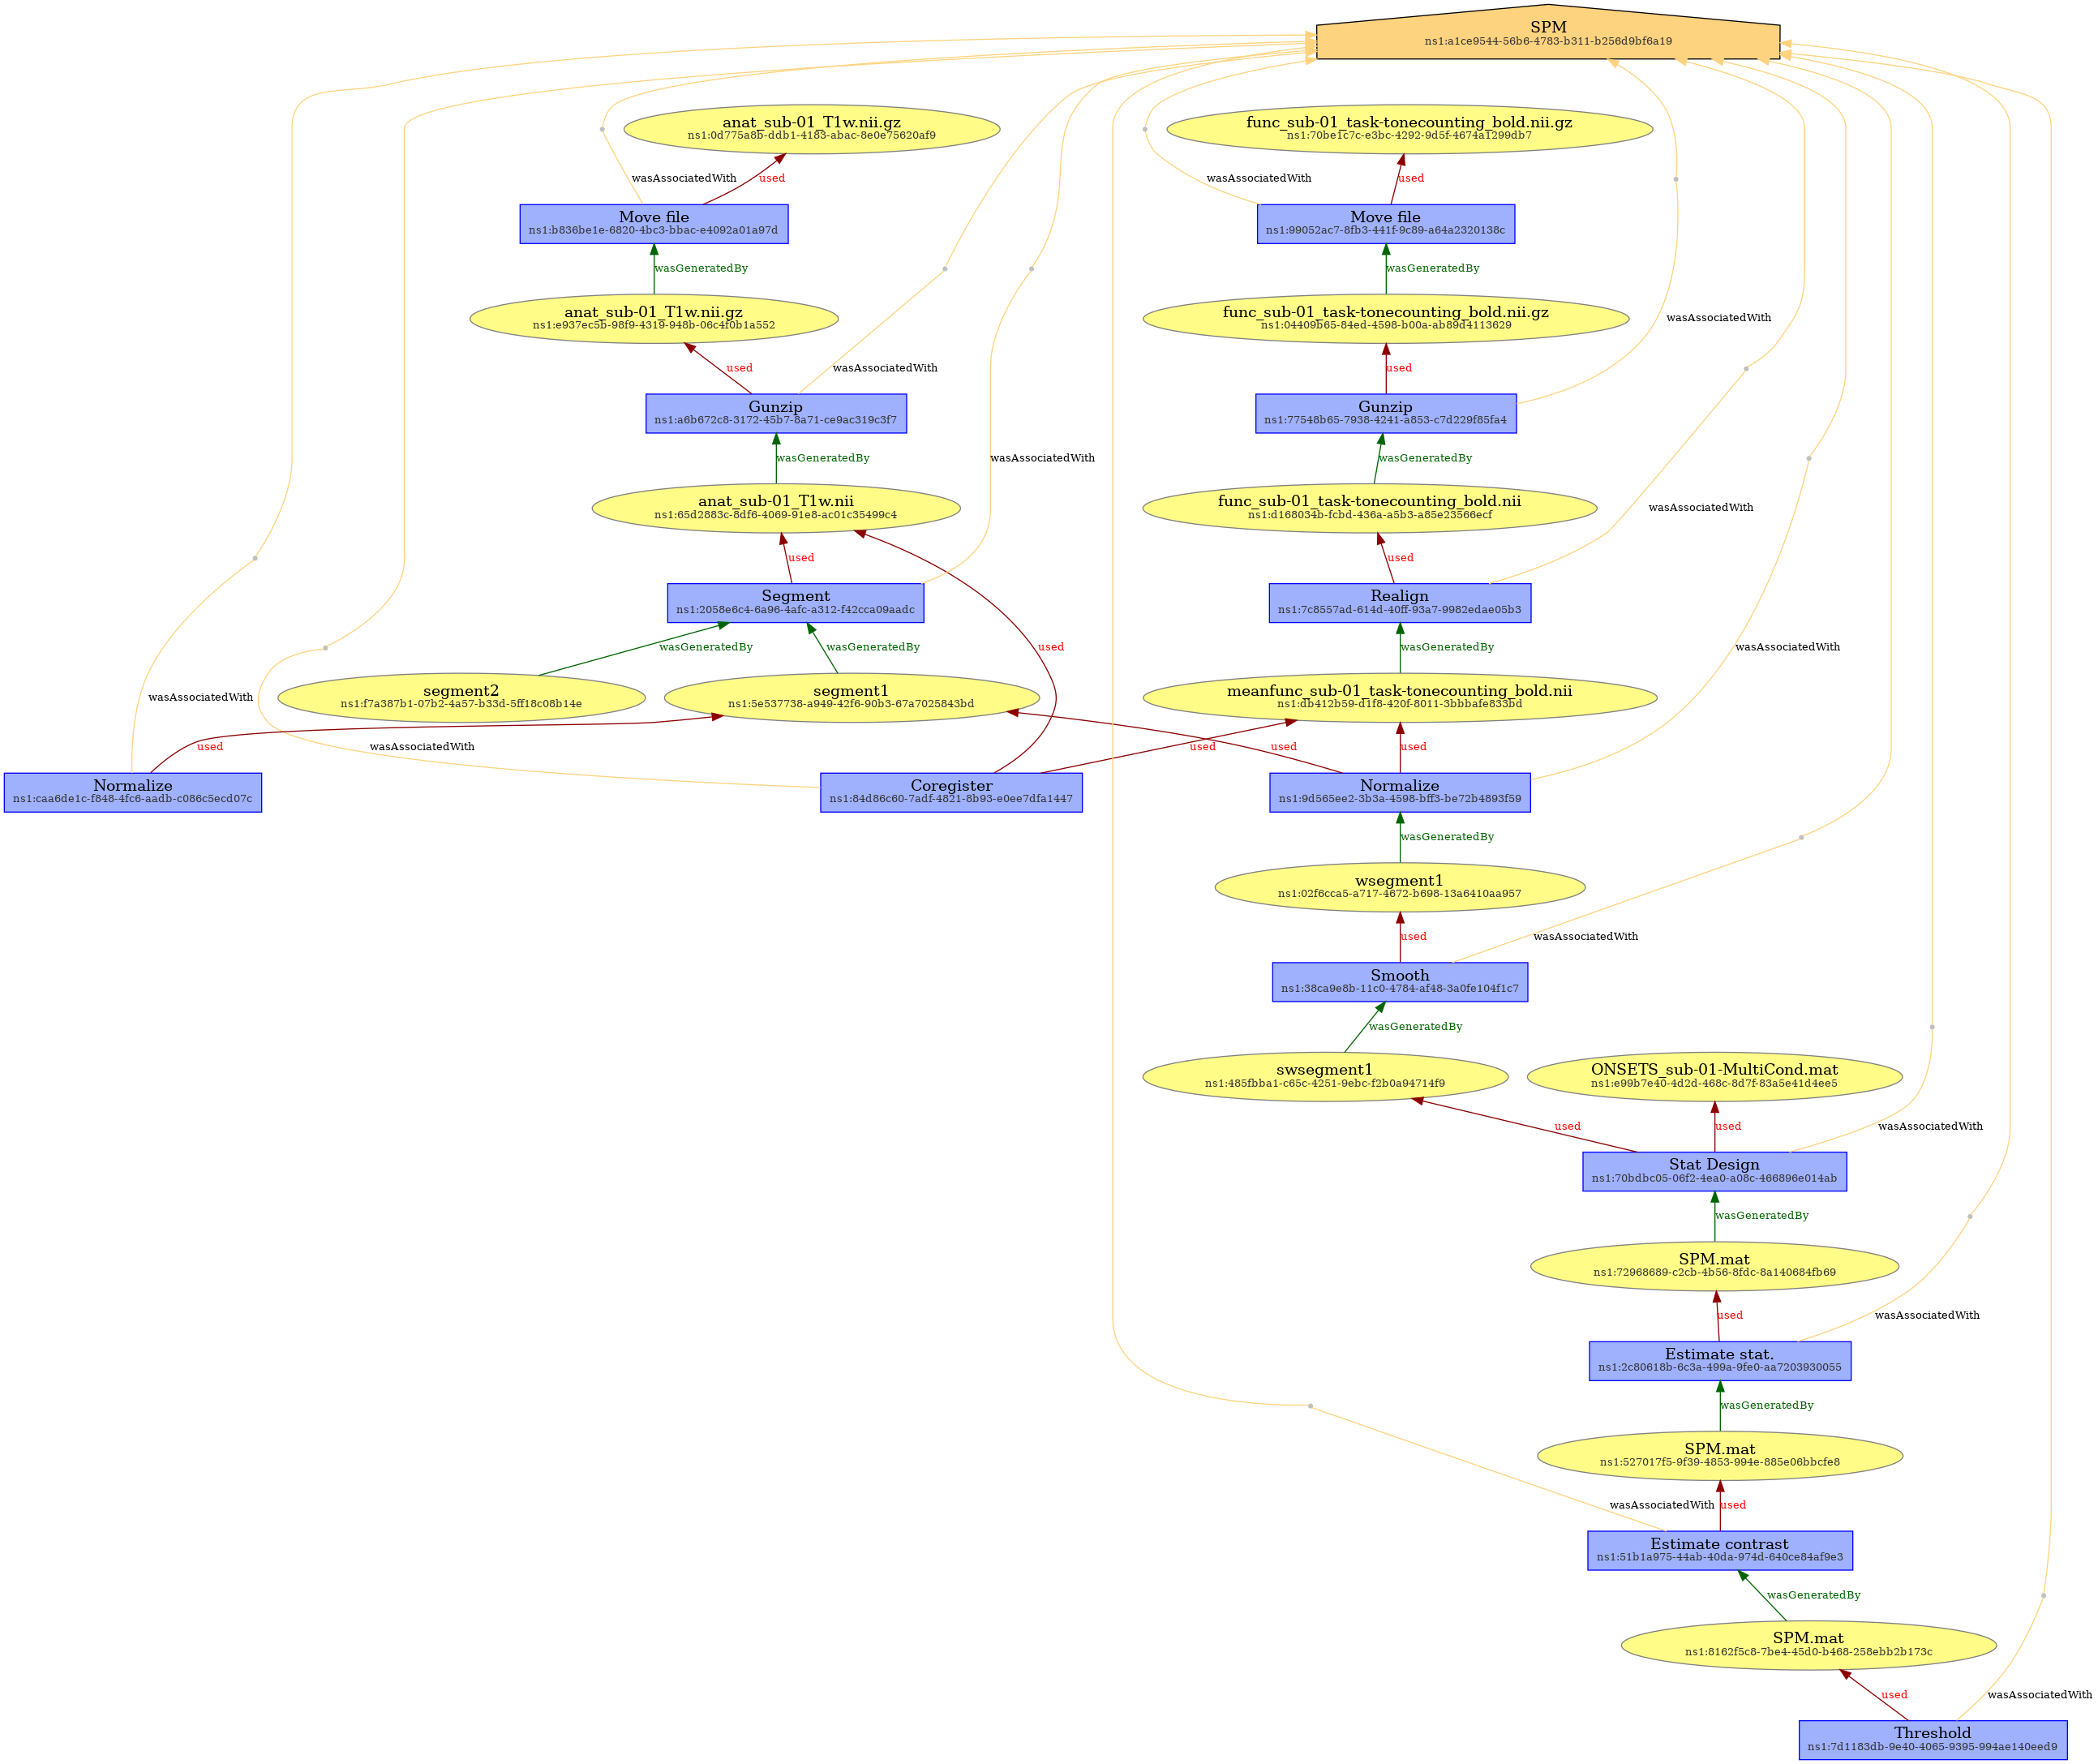 SPM
ns1:a1ce9544-56b6-4783-b311-b256d9bf6a19
anat_sub-01_T1w.nii.gz
ns1:0d775a8b-ddb1-4183-abac-8e0e75620af9
func_sub-01_task-tonecounting_bold.nii.gz
ns1:70be1c7c-e3bc-4292-9d5f-4674a1299db7
wasAssociatedWith
used
wasAssociatedWith
used
Move file
ns1:b836be1e-6820-4bc3-bbac-e4092a01a97d
Move file
ns1:99052ac7-8fb3-441f-9c89-a64a2320138c
wasGeneratedBy
wasGeneratedBy
anat_sub-01_T1w.nii.gz
ns1:e937ec5b-98f9-4319-948b-06c4f0b1a552
func_sub-01_task-tonecounting_bold.nii.gz
ns1:04409b65-84ed-4598-b00a-ab89d4113629
wasAssociatedWith
used
wasAssociatedWith
used
Gunzip
ns1:a6b672c8-3172-45b7-8a71-ce9ac319c3f7
Gunzip
ns1:77548b65-7938-4241-a853-c7d229f85fa4
wasGeneratedBy
wasAssociatedWith
wasGeneratedBy
anat_sub-01_T1w.nii
ns1:65d2883c-8df6-4069-91e8-ac01c35499c4
func_sub-01_task-tonecounting_bold.nii
ns1:d168034b-fcbd-436a-a5b3-a85e23566ecf
wasAssociatedWith
used
used
Segment
ns1:2058e6c4-6a96-4afc-a312-f42cca09aadc
Realign
ns1:7c8557ad-614d-40ff-93a7-9982edae05b3
wasGeneratedBy
wasGeneratedBy
used
wasGeneratedBy
wasAssociatedWith
segment2
ns1:f7a387b1-07b2-4a57-b33d-5ff18c08b14e
segment1
ns1:5e537738-a949-42f6-90b3-67a7025843bd
meanfunc_sub-01_task-tonecounting_bold.nii
ns1:db412b59-d1f8-420f-8011-3bbbafe833bd
wasAssociatedWith
used
wasAssociatedWith
used
used
used
Normalize
ns1:caa6de1c-f848-4fc6-aadb-c086c5ecd07c
Coregister
ns1:84d86c60-7adf-4821-8b93-e0ee7dfa1447
Normalize
ns1:9d565ee2-3b3a-4598-bff3-be72b4893f59
wasGeneratedBy
wsegment1
ns1:02f6cca5-a717-4672-b698-13a6410aa957
used
wasAssociatedWith
Smooth
ns1:38ca9e8b-11c0-4784-af48-3a0fe104f1c7
wasGeneratedBy
swsegment1
ns1:485fbba1-c65c-4251-9ebc-f2b0a94714f9
ONSETS_sub-01-MultiCond.mat
ns1:e99b7e40-4d2d-468c-8d7f-83a5e41d4ee5
used
used
wasAssociatedWith
Stat Design
ns1:70bdbc05-06f2-4ea0-a08c-466896e014ab
wasGeneratedBy
SPM.mat
ns1:72968689-c2cb-4b56-8fdc-8a140684fb69
used
wasAssociatedWith
Estimate stat.
ns1:2c80618b-6c3a-499a-9fe0-aa7203930055
wasGeneratedBy
SPM.mat
ns1:527017f5-9f39-4853-994e-885e06bbcfe8
wasAssociatedWith
used
Estimate contrast
ns1:51b1a975-44ab-40da-974d-640ce84af9e3
wasGeneratedBy
SPM.mat
ns1:8162f5c8-7be4-45d0-b468-258ebb2b173c
used
wasAssociatedWith
Threshold
ns1:7d1183db-9e40-4065-9395-994ae140eed9